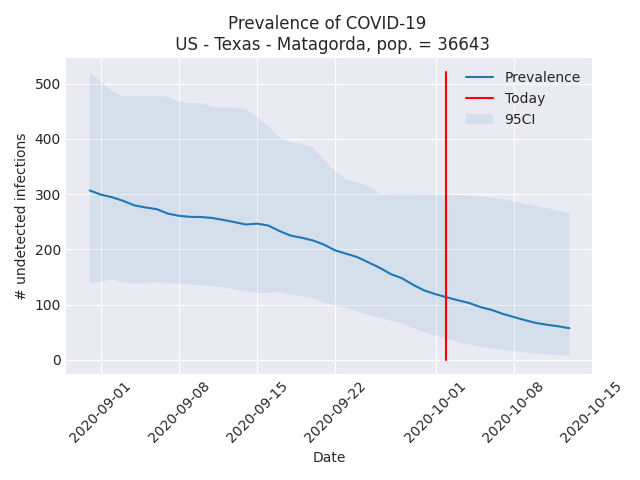 Prevalence of COVID-19
US - Texas - Matagorda, pop. = 36643
Prevalence
Today
95CI
# undetected infections
500
400
300
200
100
0
2020-09-01
2020-09-08
2020-09-15
2020-09-22
2020-10-01
2020-10-08
2020-10-15
Date